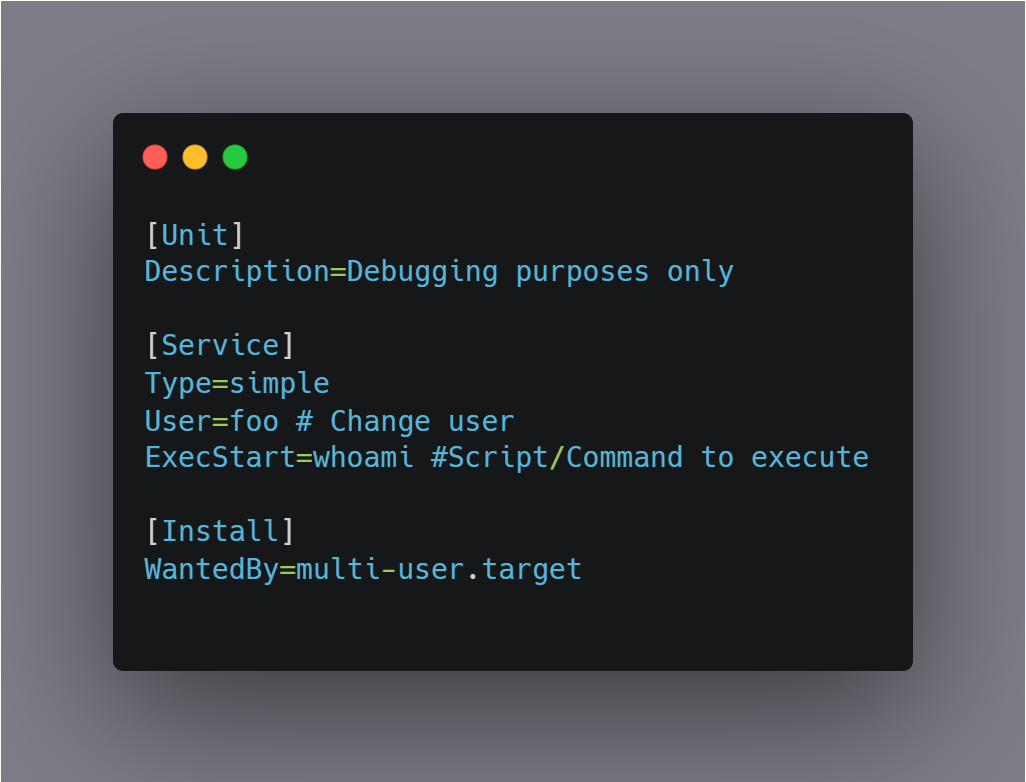 [Unit]
Description=Debugging purposes only
[Service]
Type=simple
User=foo # Change user
ExecStart=whoami #Script/Command to execute
[Install]
WantedBy=multi-user.target